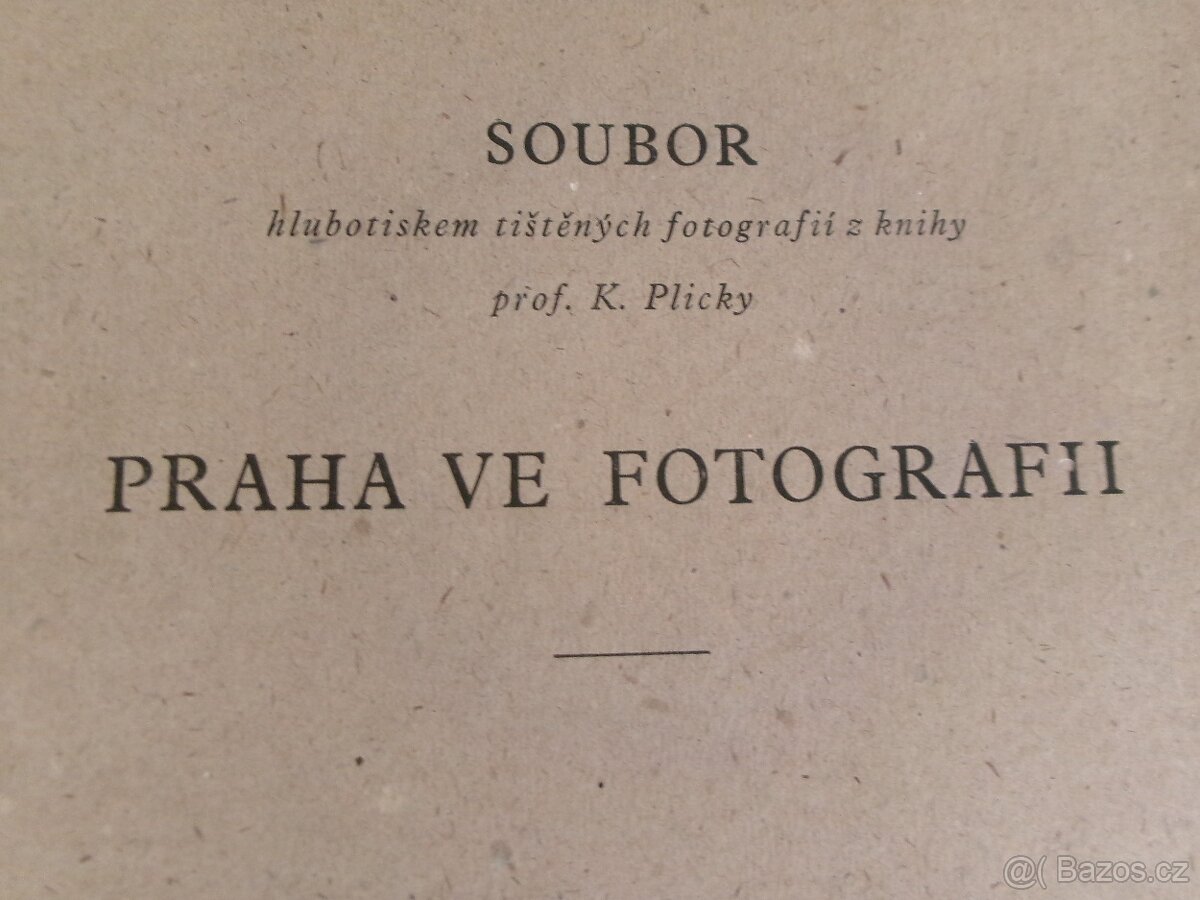 SOUBOR
hlubotiskem tištěných fotografií z knihy
prof. K. Plicky
PRAHA VE FOTOGRAFII
@( Bazos.cz